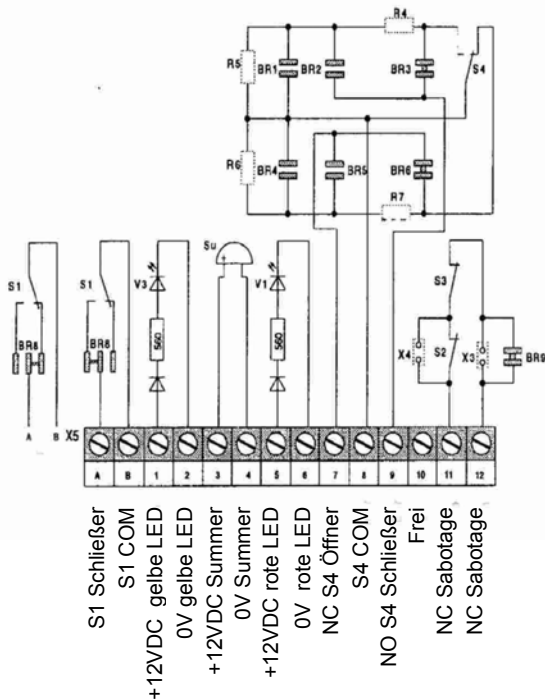 R4
R5
BR1
BR2
BR3
S4
R6
BR4
BR5
BR6
R7
S1
BR8
A
B
S1
BR8
V3
560
Su
+
V1
560
S3
X4
S2
X3
BR9
X5
A B 1 2 3 4 5 6 7 8 9 10 11 12
S1 Schließer
S1 COM
+12VDC gelbe LED
0V gelbe LED
+12VDC Summer
0V Summer
+12VDC rote LED
0V rote LED
NC S4 Öffner
S4 COM
NO S4 Schließer
Frei
NC Sabotage
NC Sabotage